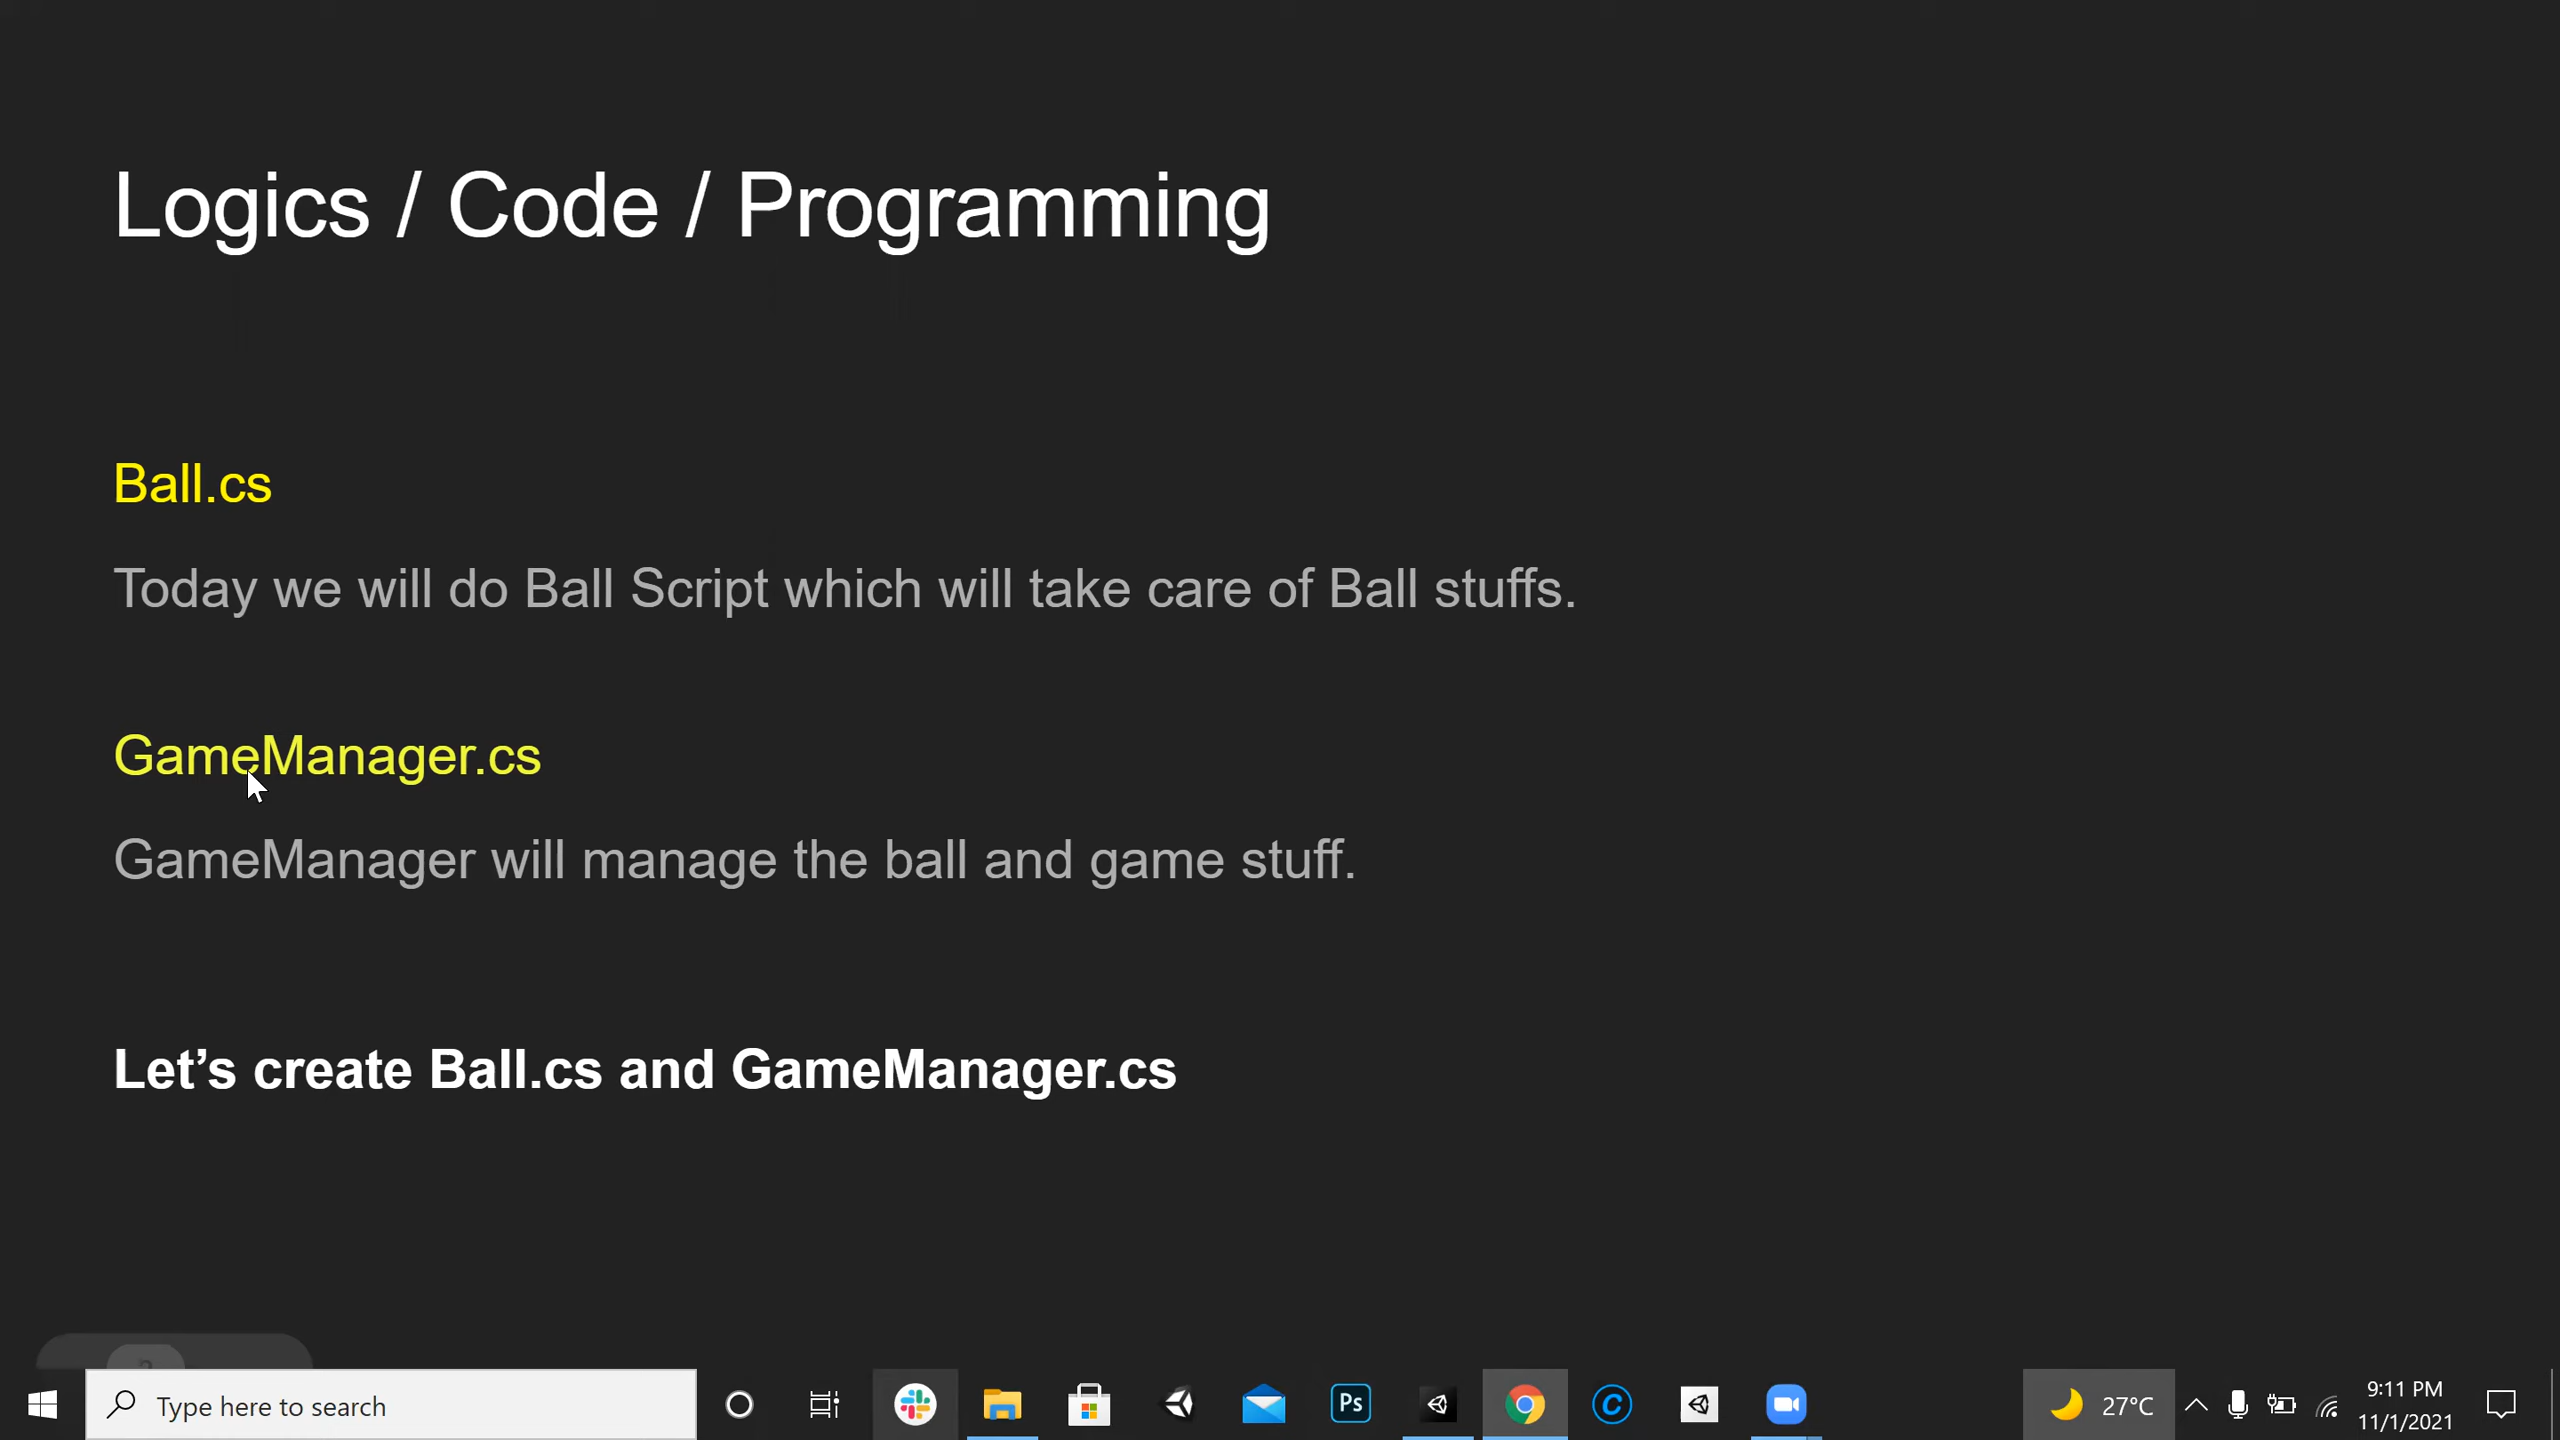 Logics / Code / Programming
Ball.cs
Today we will do Ball Script which will take care of Ball stuffs.
GameManager.cs
GameManager will manage the ball and game stuff.
Let’s create Ball.cs and GameManager.cs
Type here to search
Ps
27°C
9:11 PM
11/1/2021